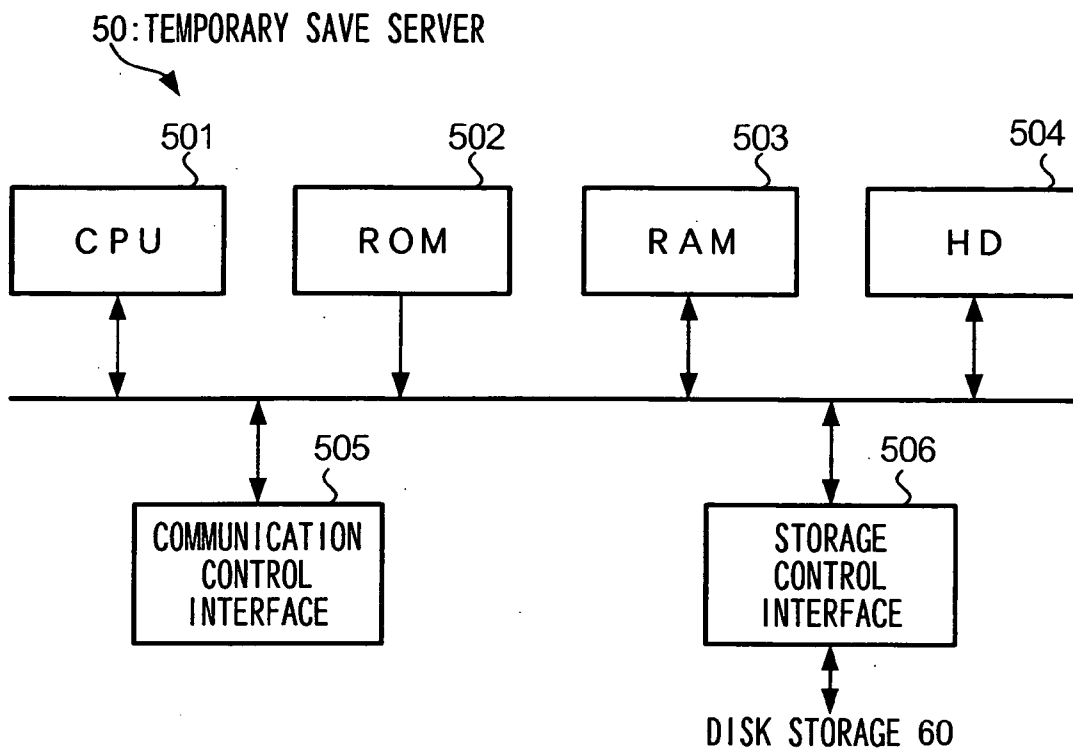 50:TEMPORARY SAVE SERVER
501
502
503
504
CPU
ROM
RAM
HD
505
506
COMMUNICATION
CONTROL
INTERFACE
STORAGE
CONTROL
INTERFACE
DISK STORAGE 60